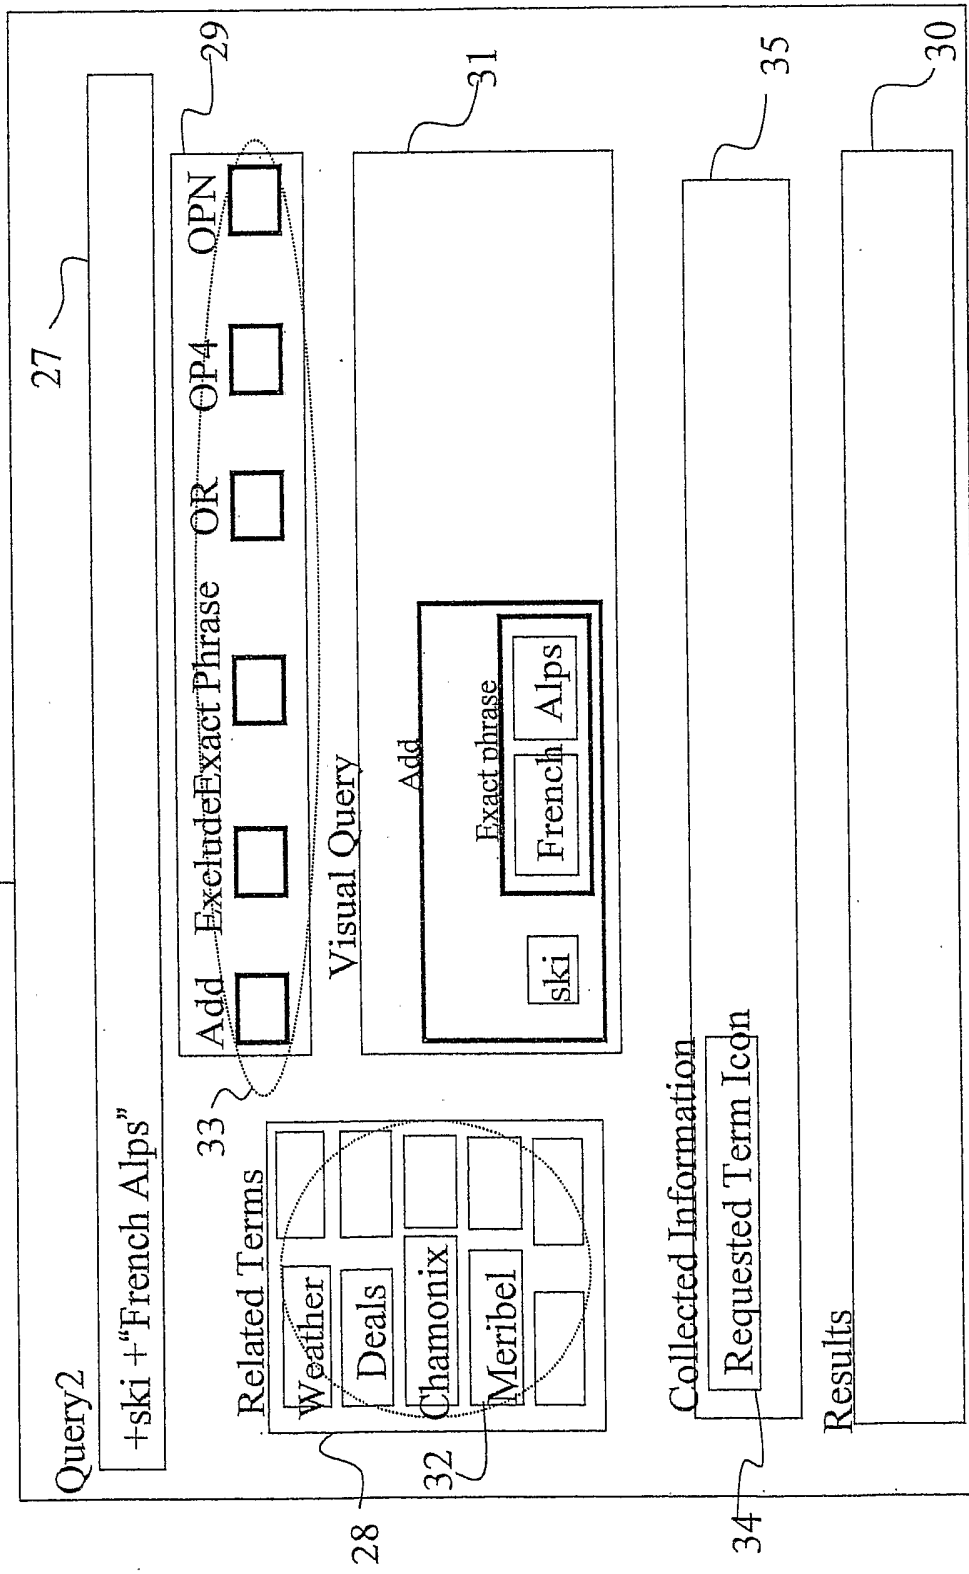 27
Query2
+ski +“French Alps”
29
33
Add
Exclude
Exact Phrase
OR
OP4
OPN
Related Terms
Weather
Deals
Chamonix
Meribel
28
32
Visual Query
31
Add
Exact phrase
ski
French
Alps
Collected Information
35
Requested Term Icon
34
Results
30